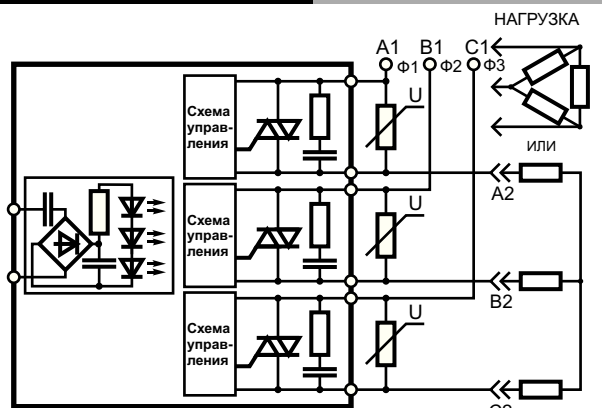 НАГРУЗКА
A1 B1 C1
Ф1 Ф2 Ф3
U
Схема
управ-
ления
ИЛИ
A2
U
Схема
управ-
ления
B2
U
Схема
управ-
ления